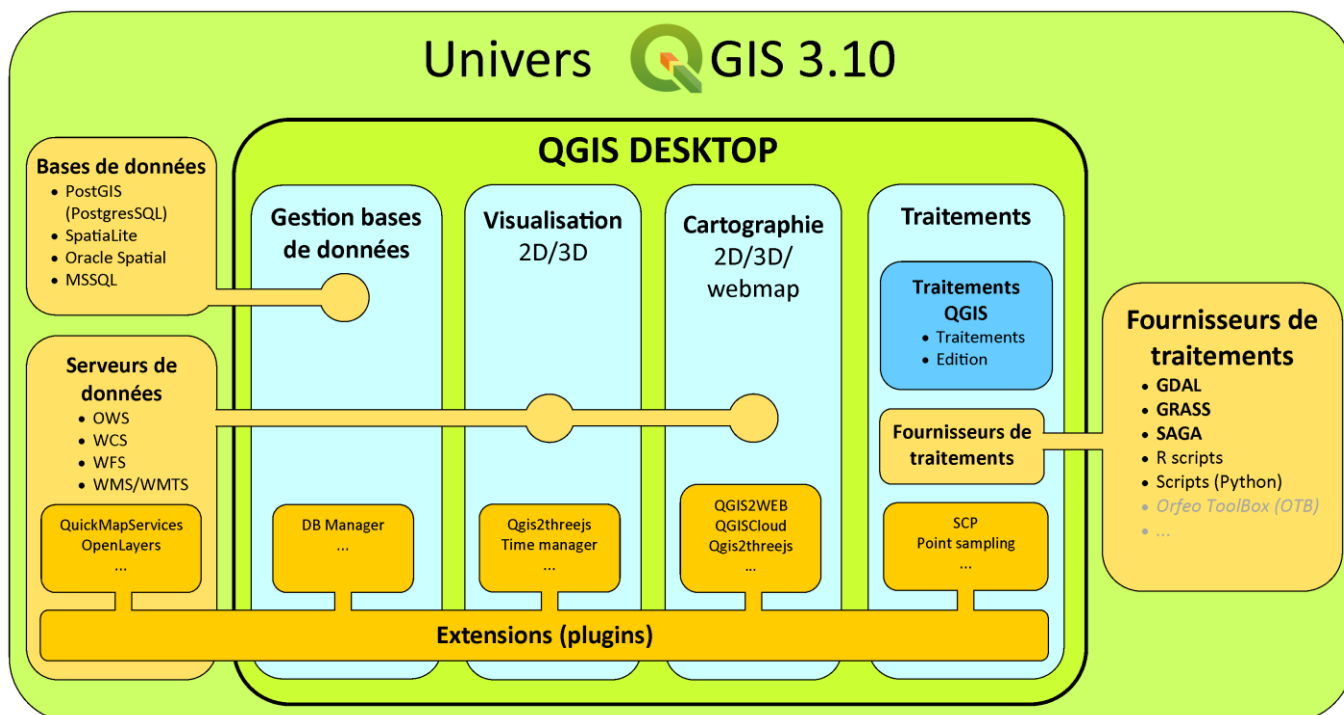 Univers QGIS 3.10
QGIS DESKTOP
Bases de données
• PostGIS
(PostgresSQL)
• SpatiaLite
• Oracle Spatial
• MSSQL
Serveurs de
données
• OWS
• WCS
• WFS
• WMS/WMTS
QuickMapServices
OpenLayers
...
Gestion bases
de données
DB Manager
...
Visualisation
2D/3D
Qgis2threejs
Time manager
...
Cartographie
2D/3D/
webmap
QGIS2WEB
QGISCloud
Qgis2threejs
...
Traitements
Traitements
QGIS
• Traitements
• Edition
Fournisseurs de
traitements
SCP
Point sampling
...
Extensions (plugins)
Fournisseurs de
traitements
• GDAL
• GRASS
• SAGA
• R scripts
• Scripts (Python)
• Orfeo ToolBox (OTB)
• ...